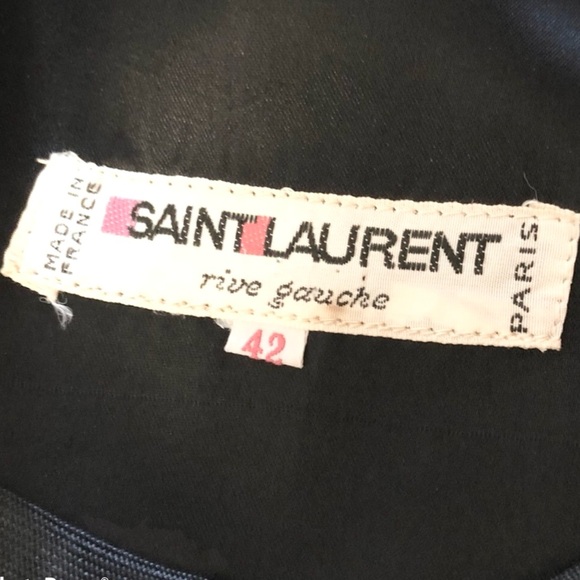 MADE IN
FRANCE
SAINT LAURENT
rive gauche
PARIS
42